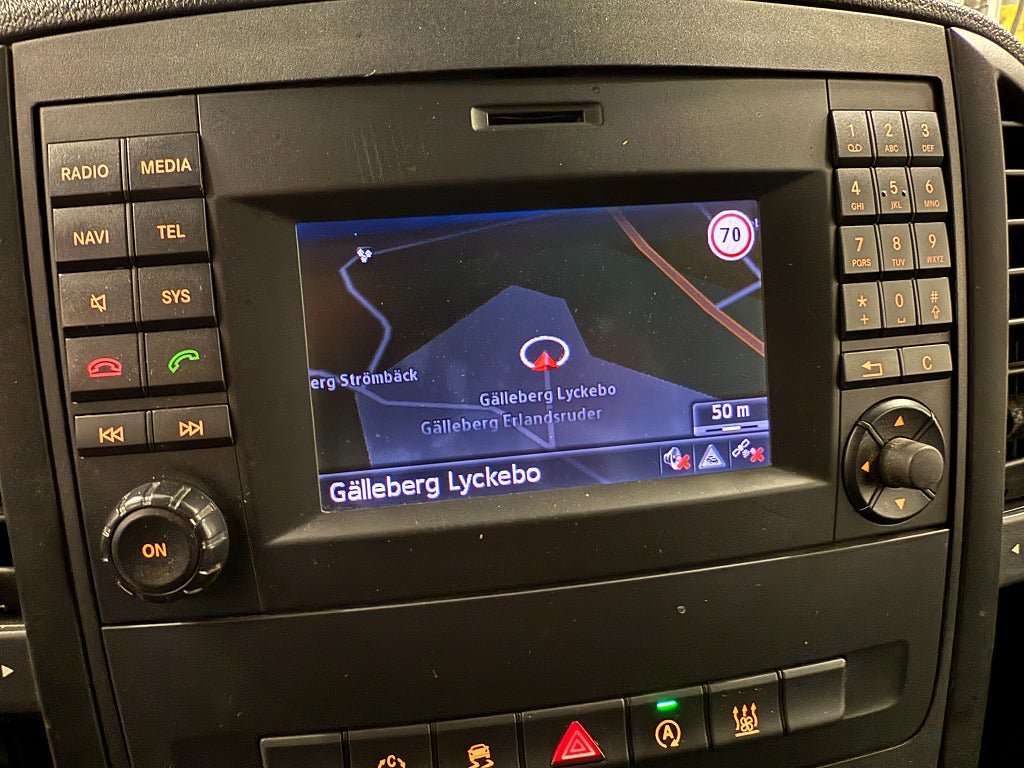 RADIO
MEDIA
NAVI
TEL
SYS
ON
70
erg Strömbäck
Gälleberg Lyckebo
Gälleberg Erlandsruder
50 m
Gälleberg Lyckebo
1
2 ABC
3 DEF
4 GHI
5 JKL
6 MNO
7 PQRS
8 TUV
9 WXYZ
* +
0
#
C
C
A